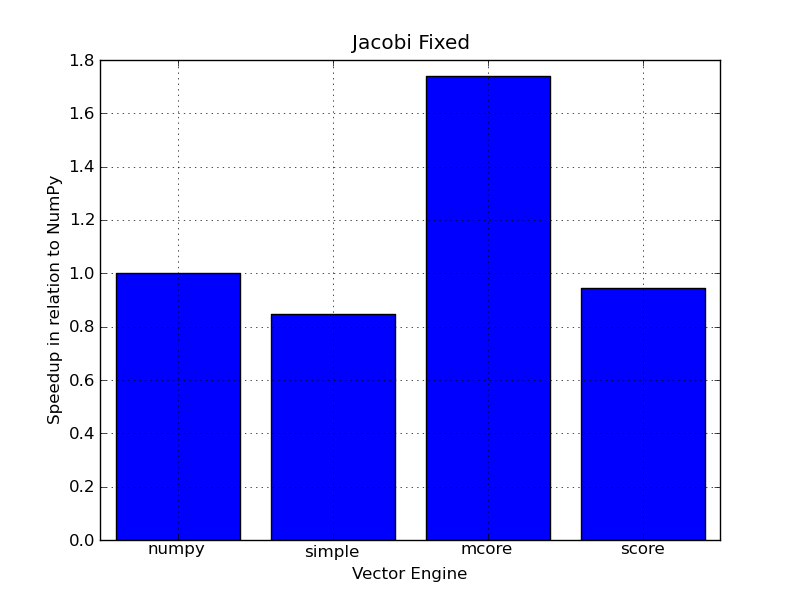 Jacobi Fixed
1.8
1.6
1.4
1.2
1.0
0.8
0.6
0.4
0.2
0.0
Speedup in relation to NumPy
numpy simple mcore score
Vector Engine